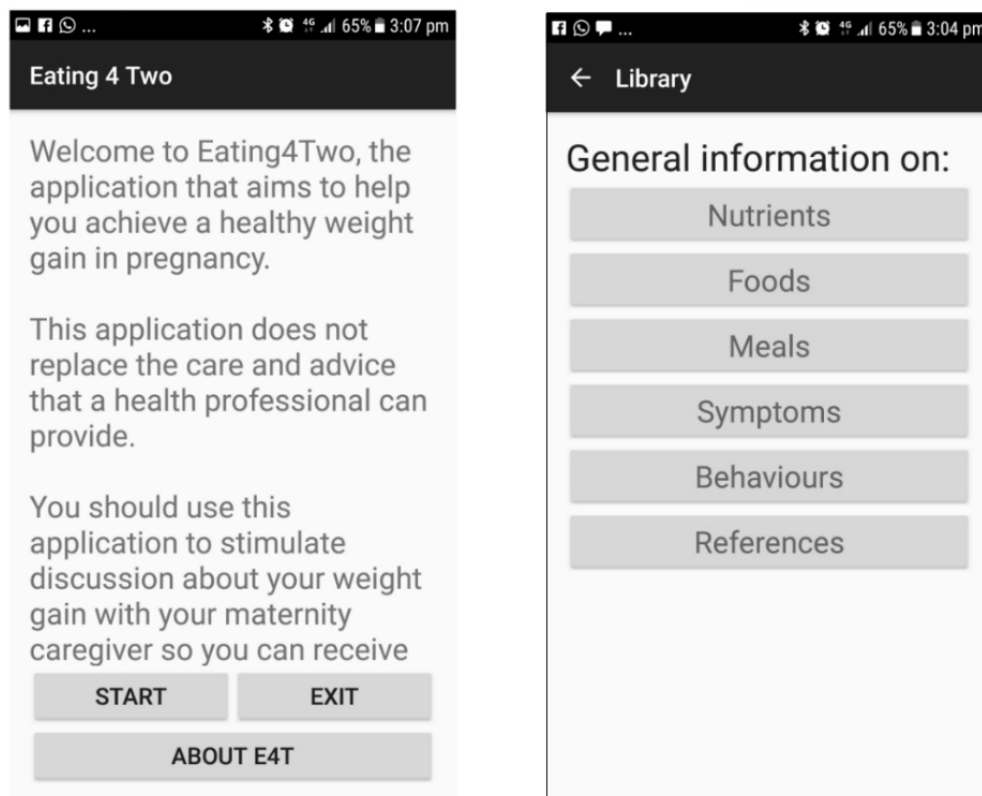 ... 4G 65% 3:07 pm
Eating 4 Two
Welcome to Eating4Two, the
application that aims to help
you achieve a healthy weight
gain in pregnancy.
This application does not
replace the care and advice
that a health professional can
provide.
You should use this
application to stimulate
discussion about your weight
gain with your maternity
caregiver so you can receive
START EXIT
ABOUT E4T
... 4G 65% 3:04 pm
Library
General information on:
Nutrients
Foods
Meals
Symptoms
Behaviours
References